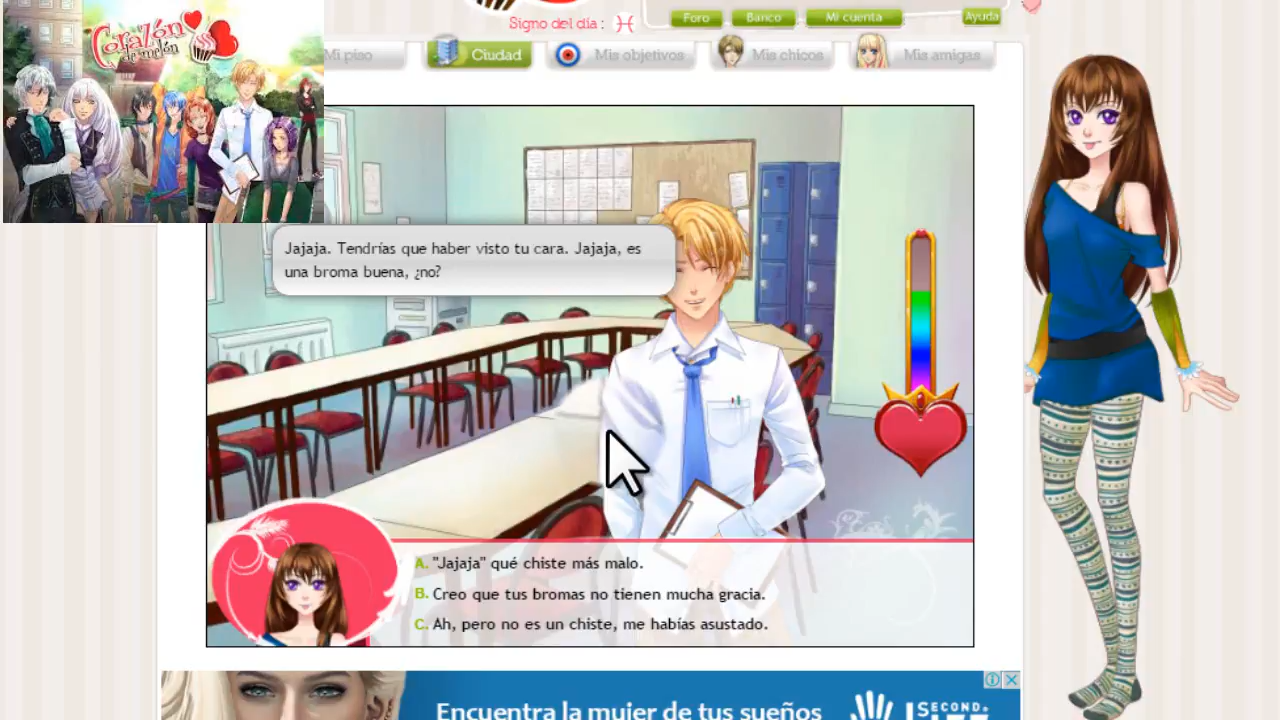 Corazón
de melón
Signo del día :
Foro
Banco
Mi cuenta
Ayuda
Mi piso
Ciudad
Mis objetivos
Mis chicos
Mis amigas
Jajaja. Tendrías que haber visto tu cara. Jajaja, es
una broma buena, ¿no?
A. "Jajaja" qué chiste más malo.
B. Creo que tus bromas no tienen mucha gracia.
C. Ah, pero no es un chiste, me habías asustado.
Encuentra la mujer de tus sueños
SECOND